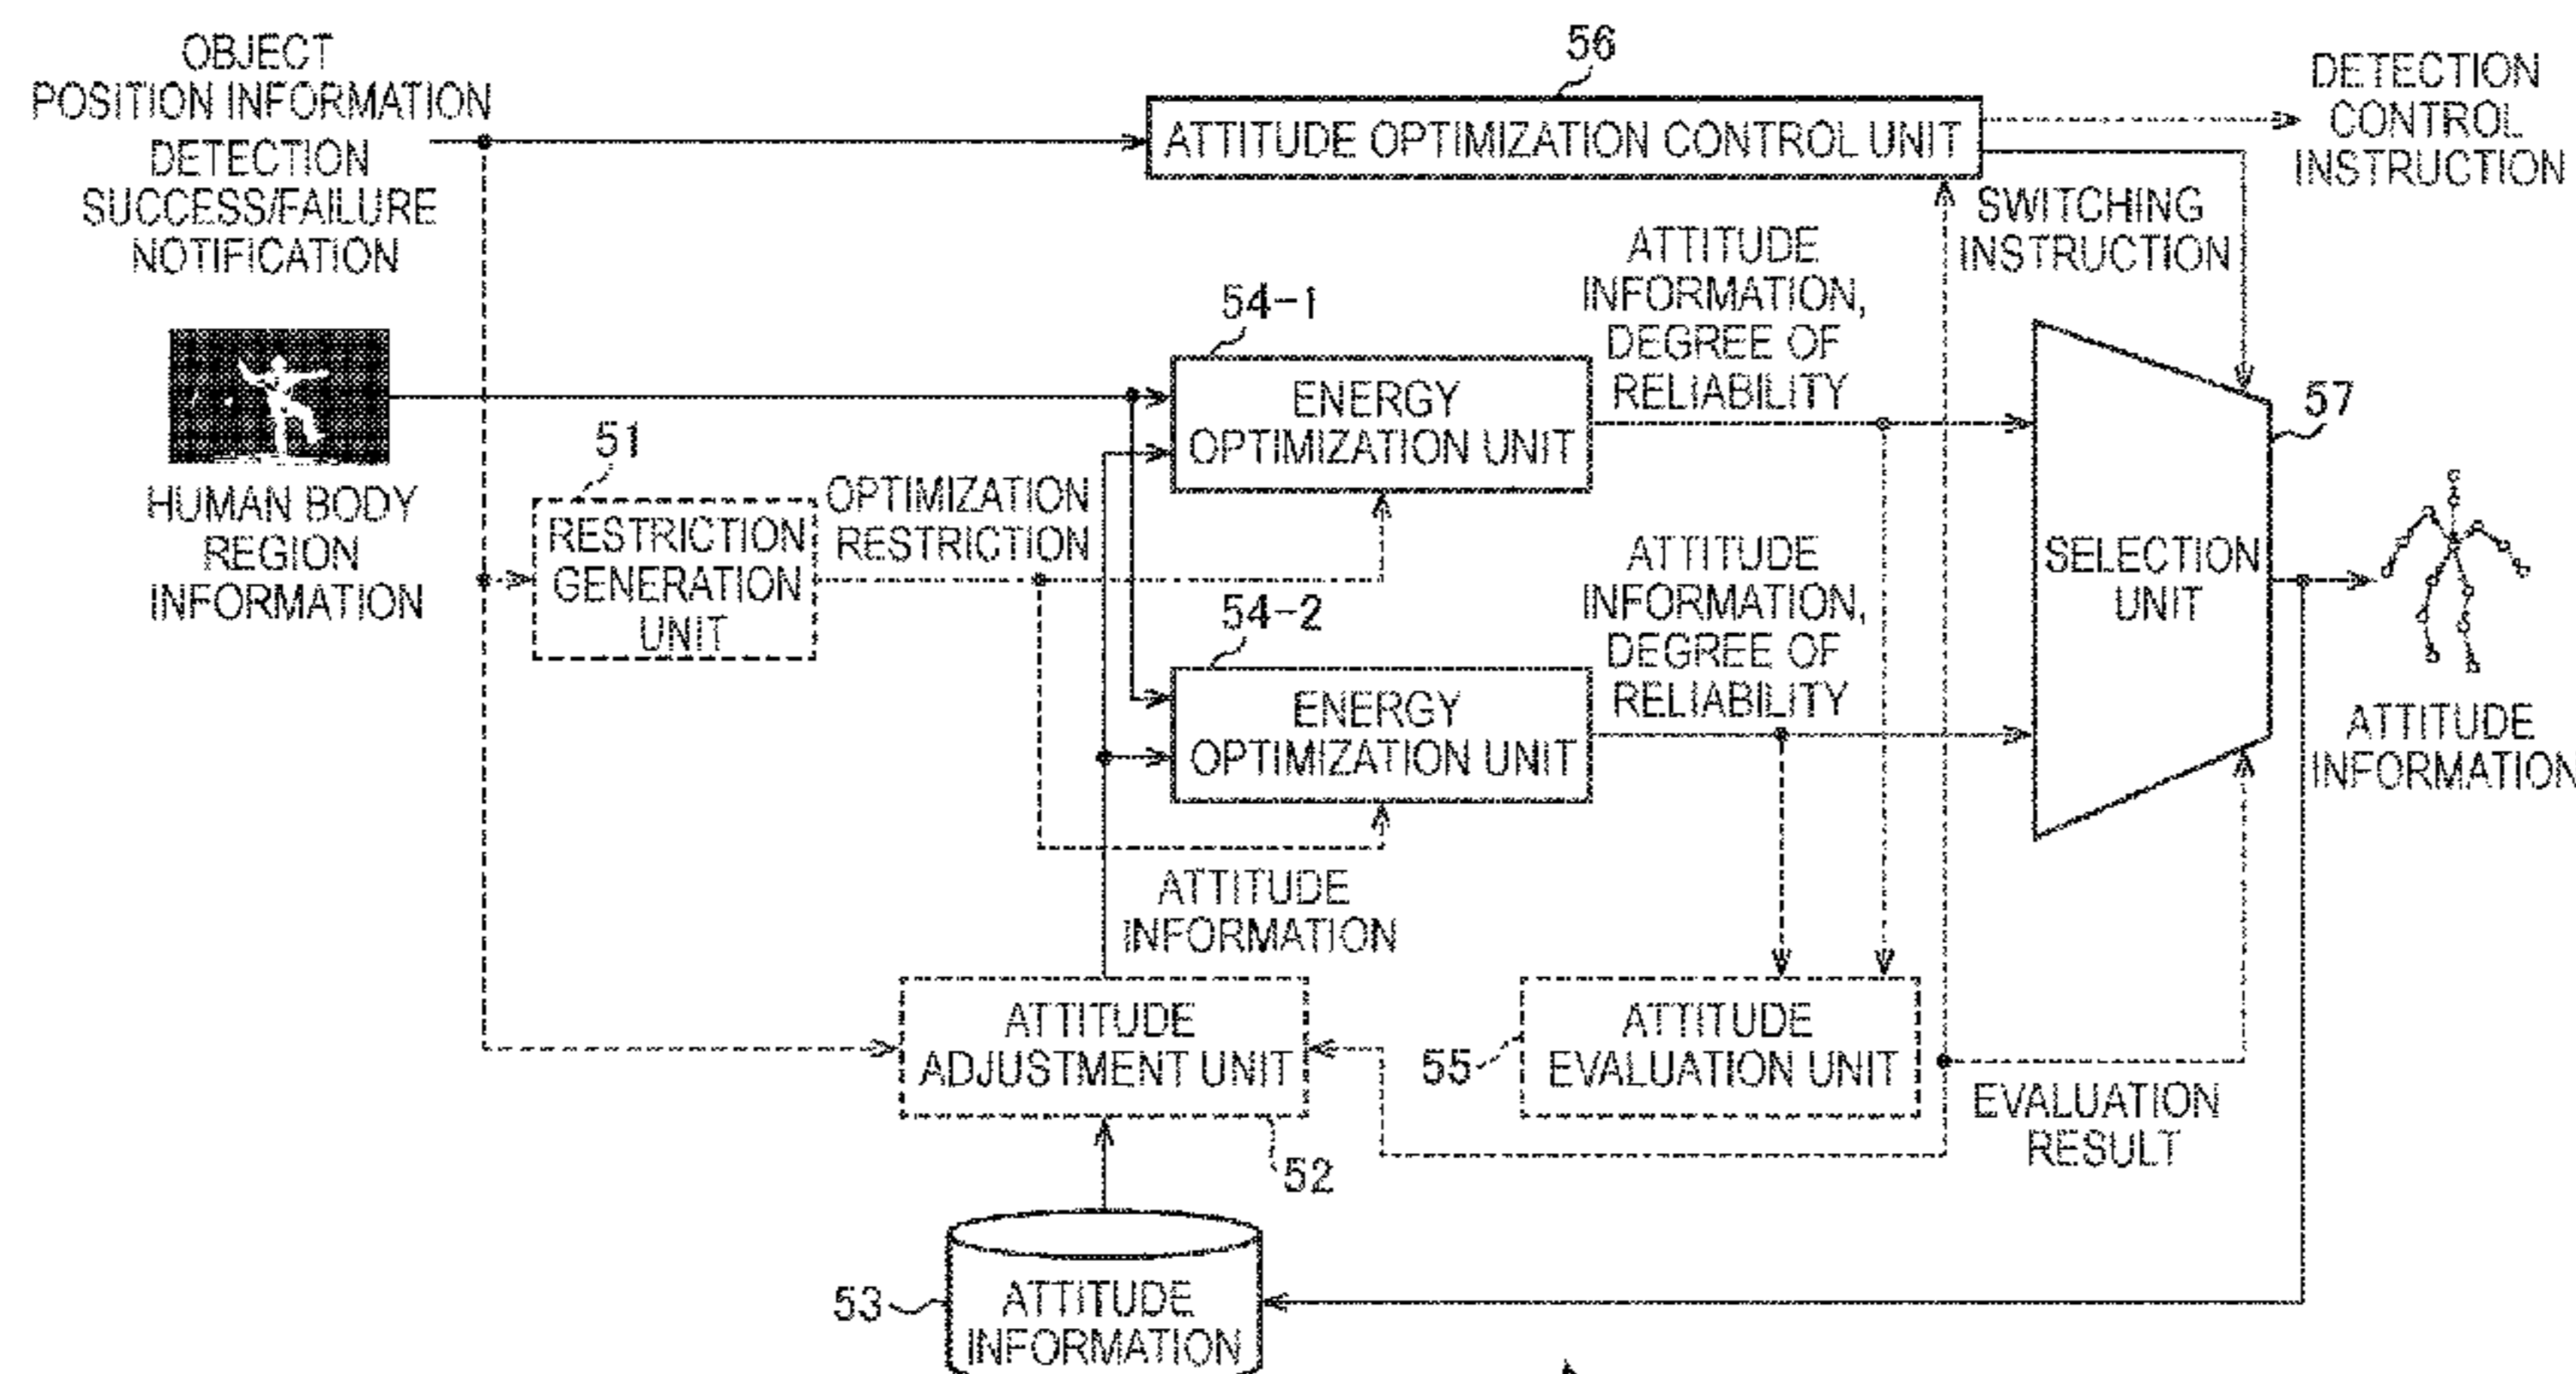 OBJECT
POSITION INFORMATION
DETECTION
SUCCESS/FAILURE
NOTIFICATION
56
ATTITUDE OPTIMIZATION CONTROL UNIT
DETECTION
CONTROL
INSTRUCTION
SWITCHING
INSTRUCTION
HUMAN BODY
REGION
INFORMATION
51
RESTRICTION
GENERATION
UNIT
OPTIMIZATION
RESTRICTION
54-1
ENERGY
OPTIMIZATION UNIT
ATTITUDE
INFORMATION,
DEGREE OF
RELIABILITY
54-2
ENERGY
OPTIMIZATION UNIT
ATTITUDE
INFORMATION,
DEGREE OF
RELIABILITY
57
SELECTION
UNIT
ATTITUDE
INFORMATION
ATTITUDE
INFORMATION
ATTITUDE
ADJUSTMENT UNIT
52
55
ATTITUDE
EVALUATION UNIT
EVALUATION
RESULT
53
ATTITUDE
INFORMATION